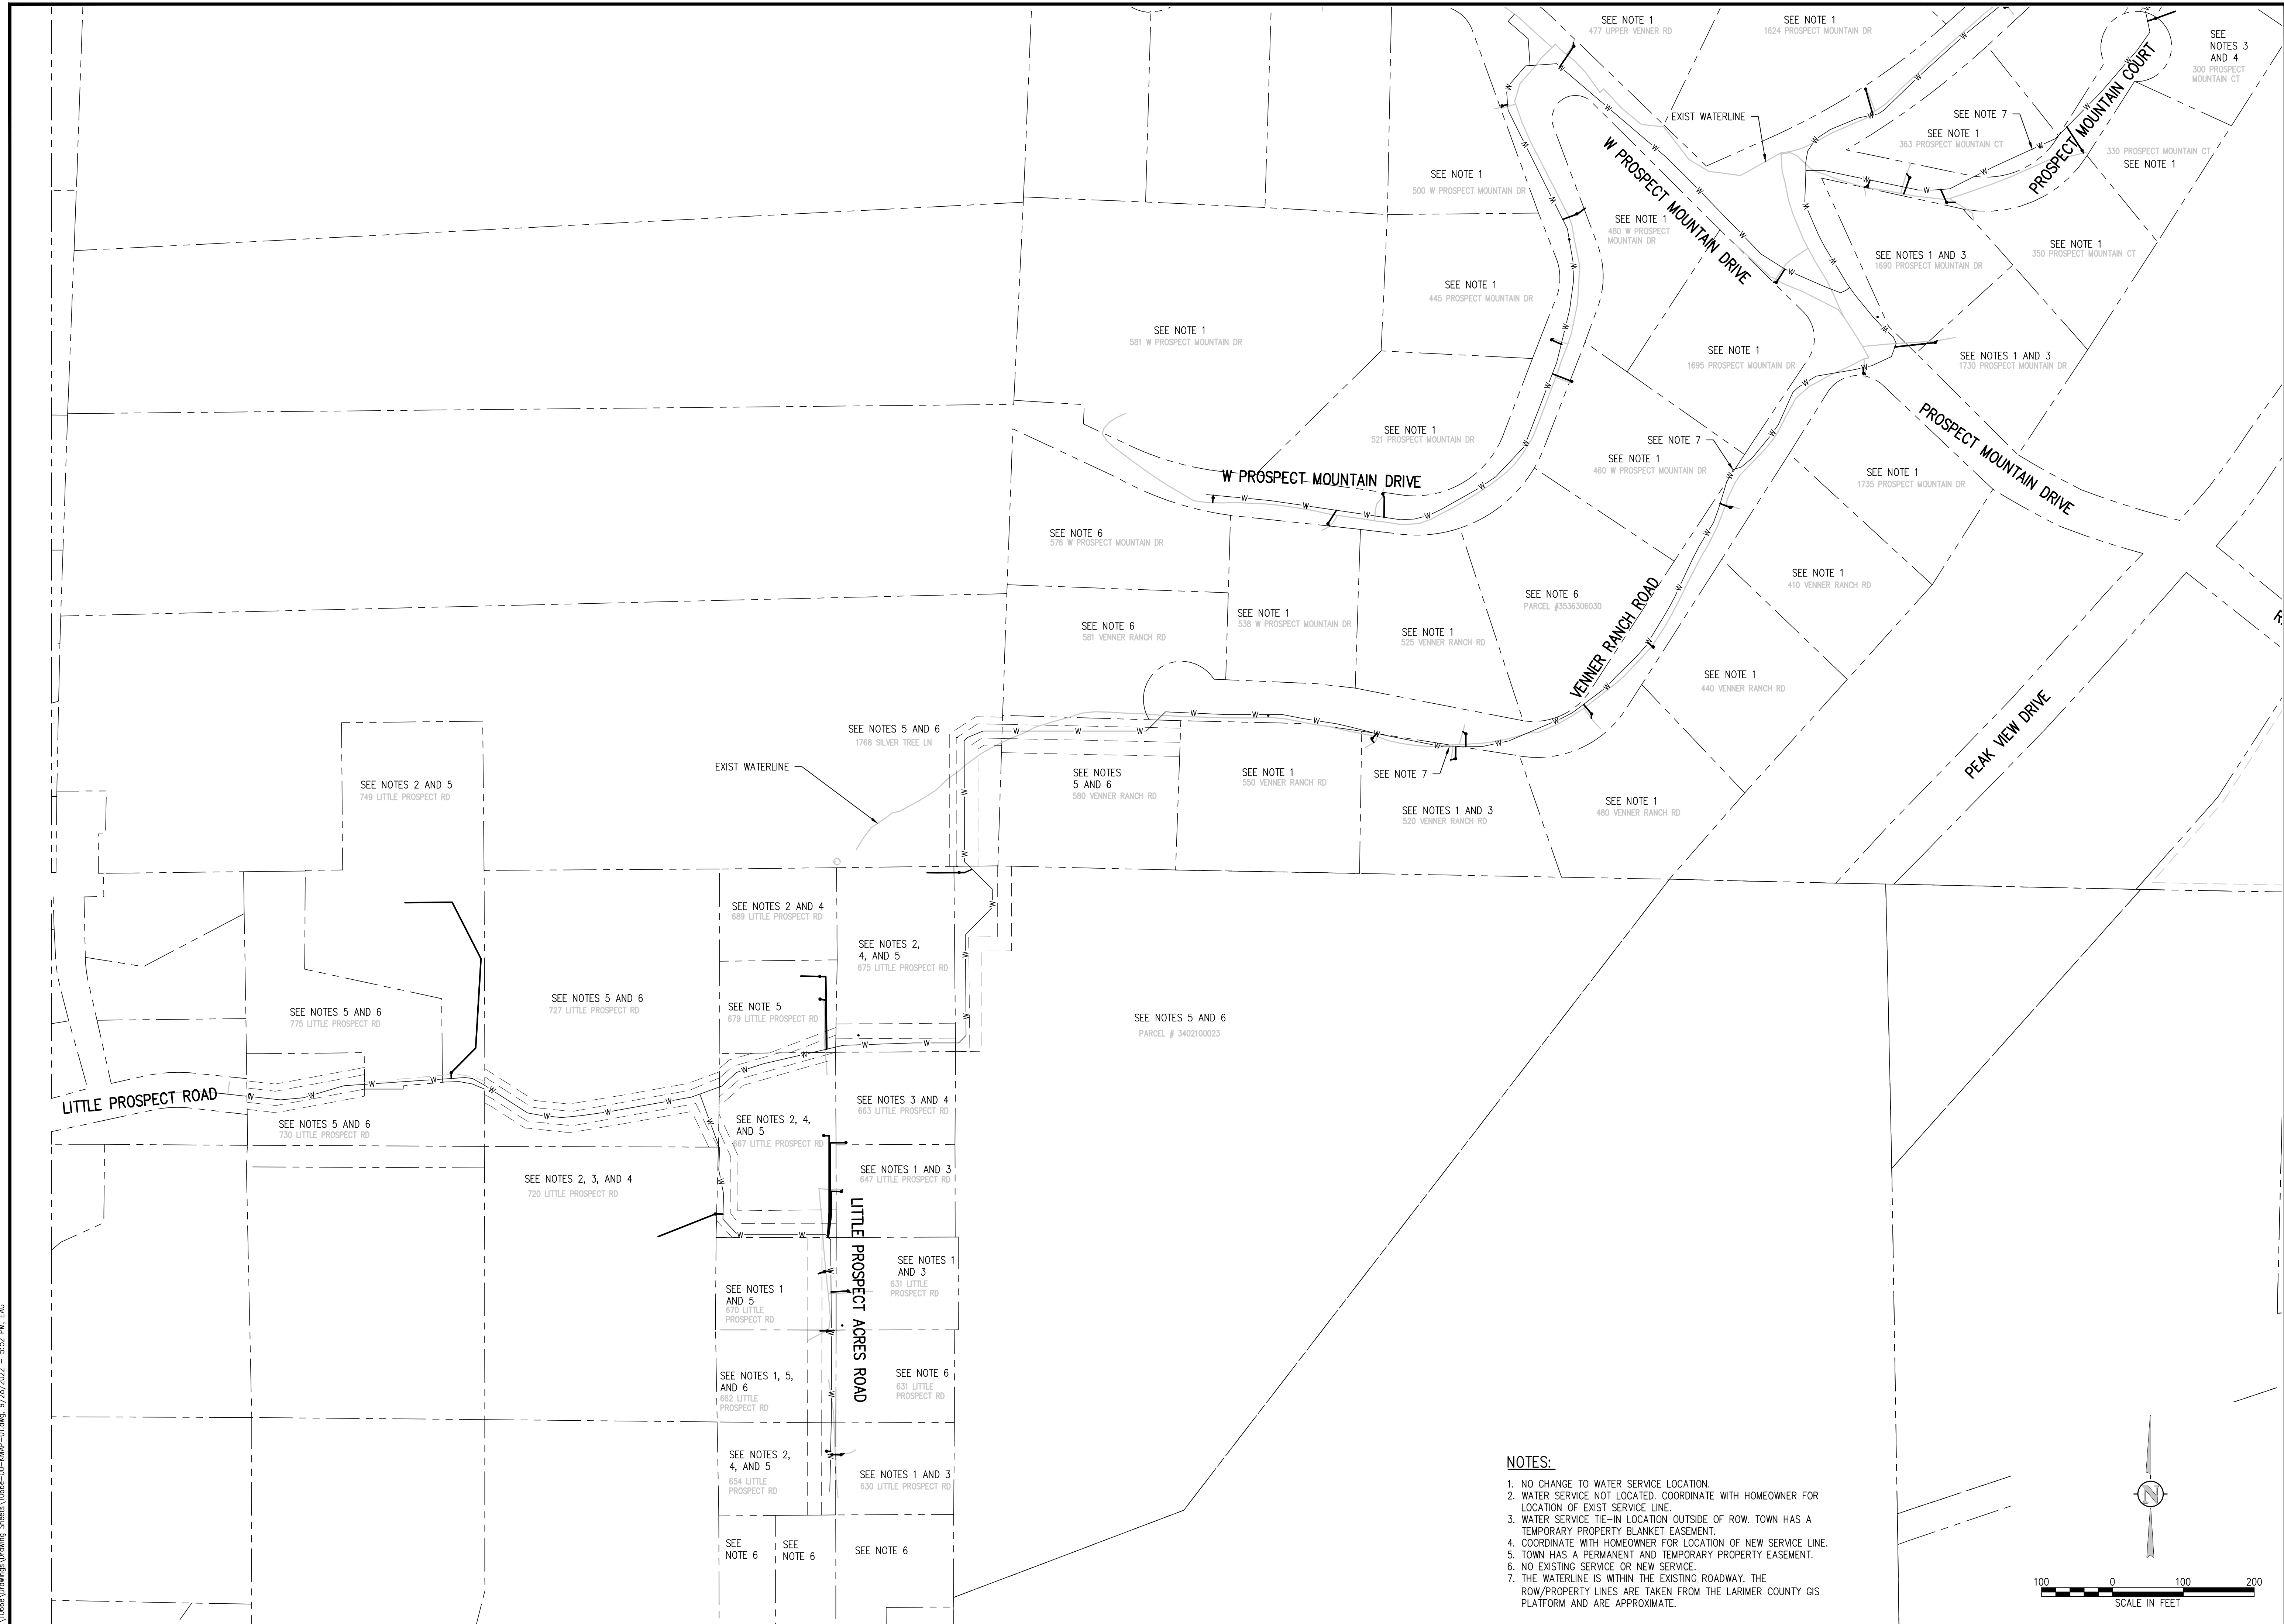 SEE NOTE 1
477 UPPER VENNER RD
SEE NOTE 1
1624 PROSPECT MOUNTAIN DR
SEE
NOTES 3
AND 4
300 PROSPECT
MOUNTAIN CT
PROSPECT MOUNTAIN COURT
EXIST WATERLINE
SEE NOTE 7
SEE NOTE 1
363 PROSPECT MOUNTAIN CT
330 PROSPECT MOUNTAIN CT
SEE NOTE 1
W PROSPECT MOUNTAIN DRIVE
SEE NOTE 1
500 W PROSPECT MOUNTAIN DR
SEE NOTE 1
480 W PROSPECT
MOUNTAIN DR
SEE NOTES 1 AND 3
1690 PROSPECT MOUNTAIN DR
SEE NOTE 1
350 PROSPECT MOUNTAIN CT
SEE NOTE 1
445 PROSPECT MOUNTAIN DR
SEE NOTE 1
581 W PROSPECT MOUNTAIN DR
SEE NOTE 1
1695 PROSPECT MOUNTAIN DR
SEE NOTES 1 AND 3
1730 PROSPECT MOUNTAIN DR
SEE NOTE 1
521 PROSPECT MOUNTAIN DR
SEE NOTE 7
SEE NOTE 1
460 W PROSPECT MOUNTAIN DR
PROSPECT MOUNTAIN DRIVE
SEE NOTE 1
1735 PROSPECT MOUNTAIN DR
W PROSPECT MOUNTAIN DRIVE
SEE NOTE 6
576 W PROSPECT MOUNTAIN DR
SEE NOTE 1
410 VENNER RANCH RD
SEE NOTE 6
PARCEL #3536306030
VENNER RANCH ROAD
SEE NOTE 1
538 W PROSPECT MOUNTAIN DR
SEE NOTE 6
581 VENNER RANCH RD
SEE NOTE 1
525 VENNER RANCH RD
SEE NOTE 1
440 VENNER RANCH RD
PEAK VIEW DRIVE
SEE NOTES 5 AND 6
1768 SILVER TREE LN
EXIST WATERLINE
SEE NOTES
5 AND 6
580 VENNER RANCH RD
SEE NOTE 1
550 VENNER RANCH RD
SEE NOTE 7
SEE NOTES 1 AND 3
520 VENNER RANCH RD
SEE NOTE 1
480 VENNER RANCH RD
SEE NOTES 2 AND 5
749 LITTLE PROSPECT RD
SEE NOTES 2 AND 4
689 LITTLE PROSPECT RD
SEE NOTES 2,
4, AND 5
675 LITTLE PROSPECT RD
SEE NOTES 5 AND 6
775 LITTLE PROSPECT RD
SEE NOTES 5 AND 6
727 LITTLE PROSPECT RD
SEE NOTE 5
679 LITTLE PROSPECT RD
SEE NOTES 5 AND 6
PARCEL # 3402100023
LITTLE PROSPECT ROAD
SEE NOTES 5 AND 6
730 LITTLE PROSPECT RD
SEE NOTES 3 AND 4
663 LITTLE PROSPECT RD
SEE NOTES 2, 4,
AND 5
667 LITTLE PROSPECT RD
SEE NOTES 2, 3, AND 4
720 LITTLE PROSPECT RD
SEE NOTES 1 AND 3
647 LITTLE PROSPECT RD
LITTLE PROSPECT ACRES ROAD
SEE NOTES 1
AND 3
631 LITTLE
PROSPECT RD
SEE NOTES 1
AND 5
670 LITTLE
PROSPECT RD
SEE NOTES 1, 5,
AND 6
662 LITTLE
PROSPECT RD
SEE NOTE 6
631 LITTLE
PROSPECT RD
SEE NOTES 2,
4, AND 5
654 LITTLE
PROSPECT RD
SEE NOTES 1 AND 3
630 LITTLE PROSPECT RD
SEE
NOTE 6
SEE
NOTE 6
SEE NOTE 6
NOTES:
1. NO CHANGE TO WATER SERVICE LOCATION.
2. WATER SERVICE NOT LOCATED. COORDINATE WITH HOMEOWNER FOR
LOCATION OF EXIST SERVICE LINE.
3. WATER SERVICE TIE-IN LOCATION OUTSIDE OF ROW. TOWN HAS A
TEMPORARY PROPERTY BLANKET EASEMENT.
4. COORDINATE WITH HOMEOWNER FOR LOCATION OF NEW SERVICE LINE.
5. TOWN HAS A PERMANENT AND TEMPORARY PROPERTY EASEMENT.
6. NO EXISTING SERVICE OR NEW SERVICE.
7. THE WATERLINE IS WITHIN THE EXISTING ROADWAY. THE
ROW/PROPERTY LINES ARE TAKEN FROM THE LARIMER COUNTY GIS
PLATFORM AND ARE APPROXIMATE.
N
100 0 100 200
SCALE IN FEET